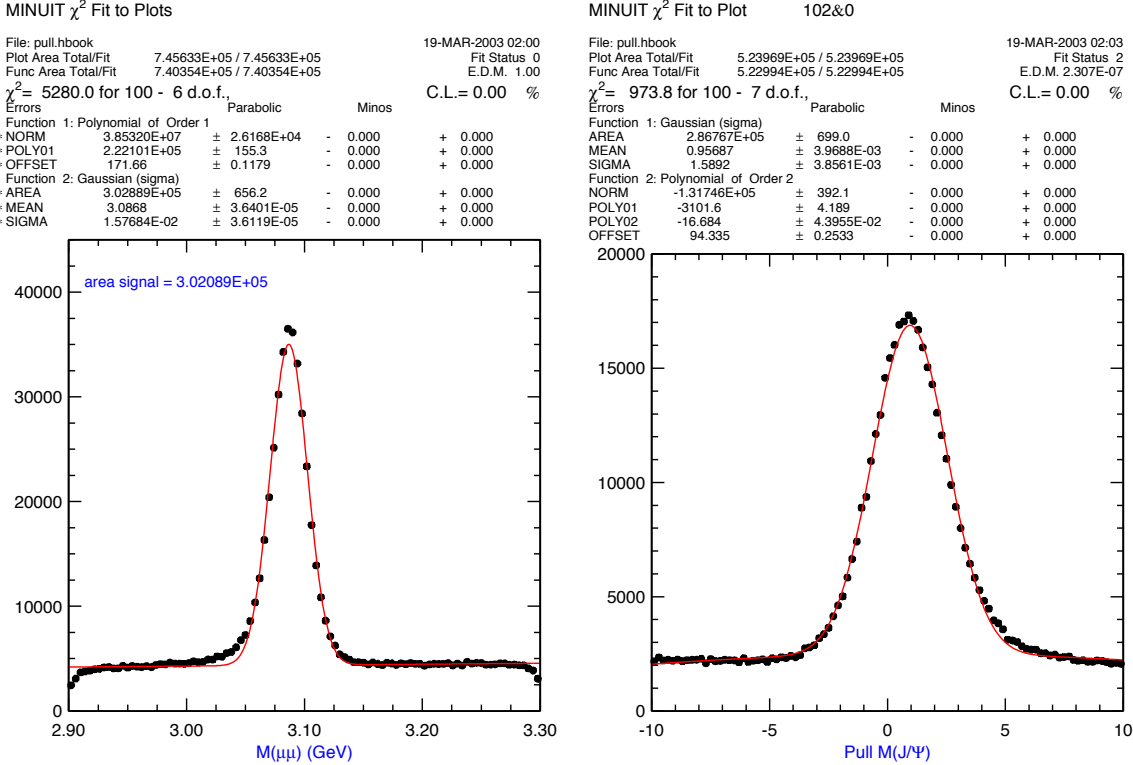 MINUIT χ² Fit to Plots
File: pull.hbook 19-MAR-2003 02:00
Plot Area Total/Fit 7.45633E+05 / 7.45633E+05 Fit Status 0
Func Area Total/Fit 7.40354E+05 / 7.40354E+05 E.D.M. 1.00
χ²= 5280.0 for 100 - 6 d.o.f., C.L.= 0.00 %
Errors Parabolic Minos
Function 1: Polynomial of Order 1
NORM 3.85320E+07 ± 2.6168E+04 - 0.000 + 0.000
POLY01 2.22101E+05 ± 155.3 - 0.000 + 0.000
OFFSET 171.66 ± 0.1179 - 0.000 + 0.000
Function 2: Gaussian (sigma)
AREA 3.02889E+05 ± 656.2 - 0.000 + 0.000
MEAN 3.0868 ± 3.6401E-05 - 0.000 + 0.000
SIGMA 1.57684E-02 ± 3.6119E-05 - 0.000 + 0.000
area signal = 3.02089E+05
40000
30000
20000
10000
0
2.90 3.00 3.10 3.20 3.30
M(μμ) (GeV)
MINUIT χ² Fit to Plot 102&0
File: pull.hbook 19-MAR-2003 02:03
Plot Area Total/Fit 5.23969E+05 / 5.23969E+05 Fit Status 2
Func Area Total/Fit 5.22994E+05 / 5.22994E+05 E.D.M. 2.307E-07
χ²= 973.8 for 100 - 7 d.o.f., C.L.= 0.00 %
Errors Parabolic Minos
Function 1: Gaussian (sigma)
AREA 2.86767E+05 ± 699.0 - 0.000 + 0.000
MEAN 0.95687 ± 3.9688E-03 - 0.000 + 0.000
SIGMA 1.5892 ± 3.8561E-03 - 0.000 + 0.000
Function 2: Polynomial of Order 2
NORM -1.31746E+05 ± 392.1 - 0.000 + 0.000
POLY01 -3101.6 ± 4.189 - 0.000 + 0.000
POLY02 -16.684 ± 4.3955E-02 - 0.000 + 0.000
OFFSET 94.335 ± 0.2533 - 0.000 + 0.000
20000
15000
10000
5000
0
-10 -5 0 5 10
Pull M(J/Ψ)